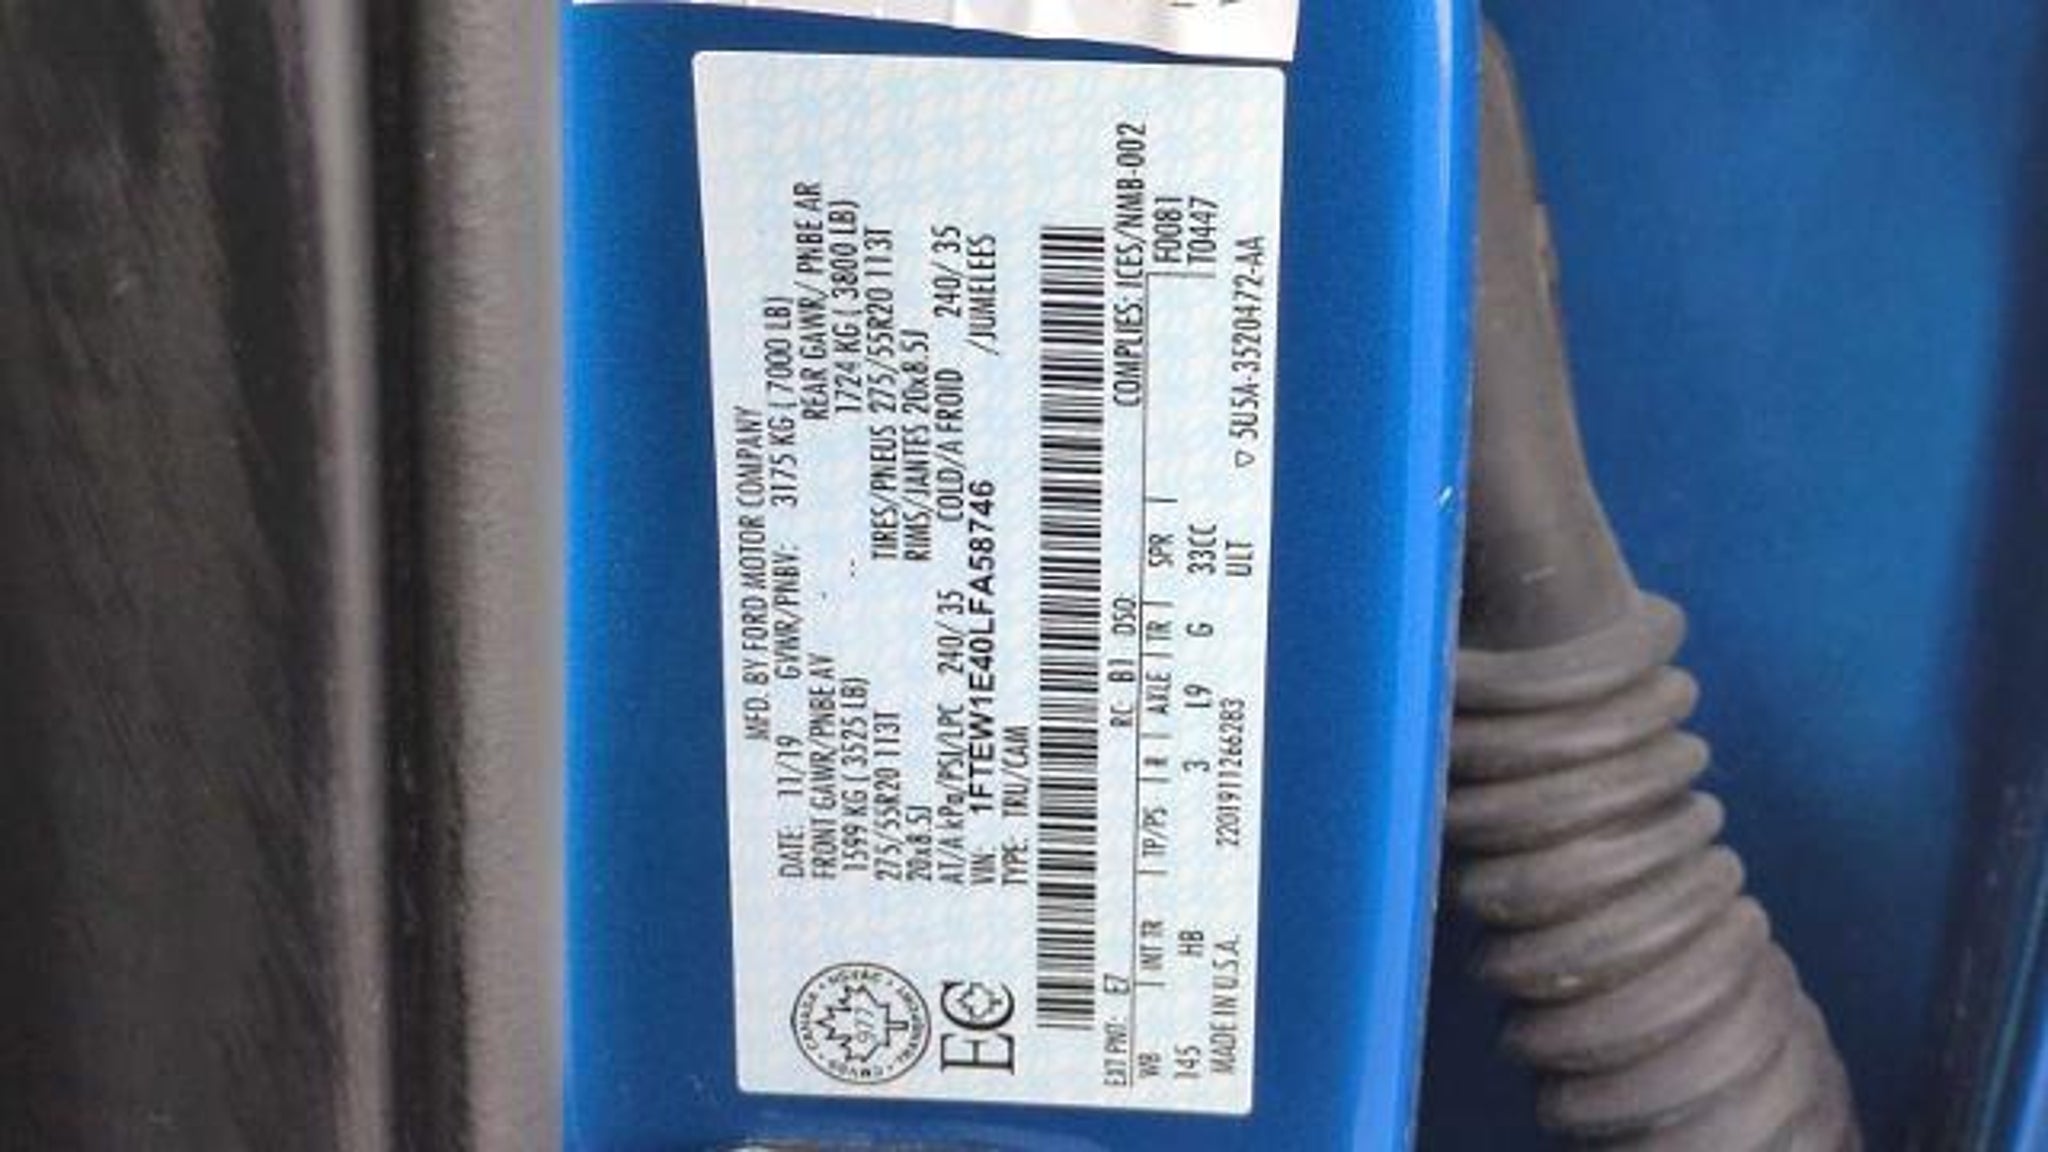 MFD. BY FORD MOTOR COMPANY
DATE: 11/19 GVWR/PNBV: 3175 KG ( 7000 LB)
FRONT GAWR/PNBE AV REAR GAWR/ PNBE AR
1599 KG ( 3525 LB) 1724 KG ( 3800 LB)
275/55R20 113T TIRES/PNEUS 275/55R20 113T
20x8.5J RIMS/JANTES 20x8.5J
AT/A kPa/PSI/LPC 240/ 35 COLD/A FROID 240/ 35
VIN: 1FTEW1E40LFA58746 /JUMELEES
TYPE: TRU/CAM
CANADA
977
EC
COMPLIES: ICES/NMB-002
EXT PNT: E7 RC: B1 DSO: F0081
WB | INT TR | TP/PS | R | AXLE | TR | SPR | T0447
145 HB 3 L9 G 33CC
MADE IN U.S.A. 2201911266283 ULT ▽ 5U5A-3520472-AA